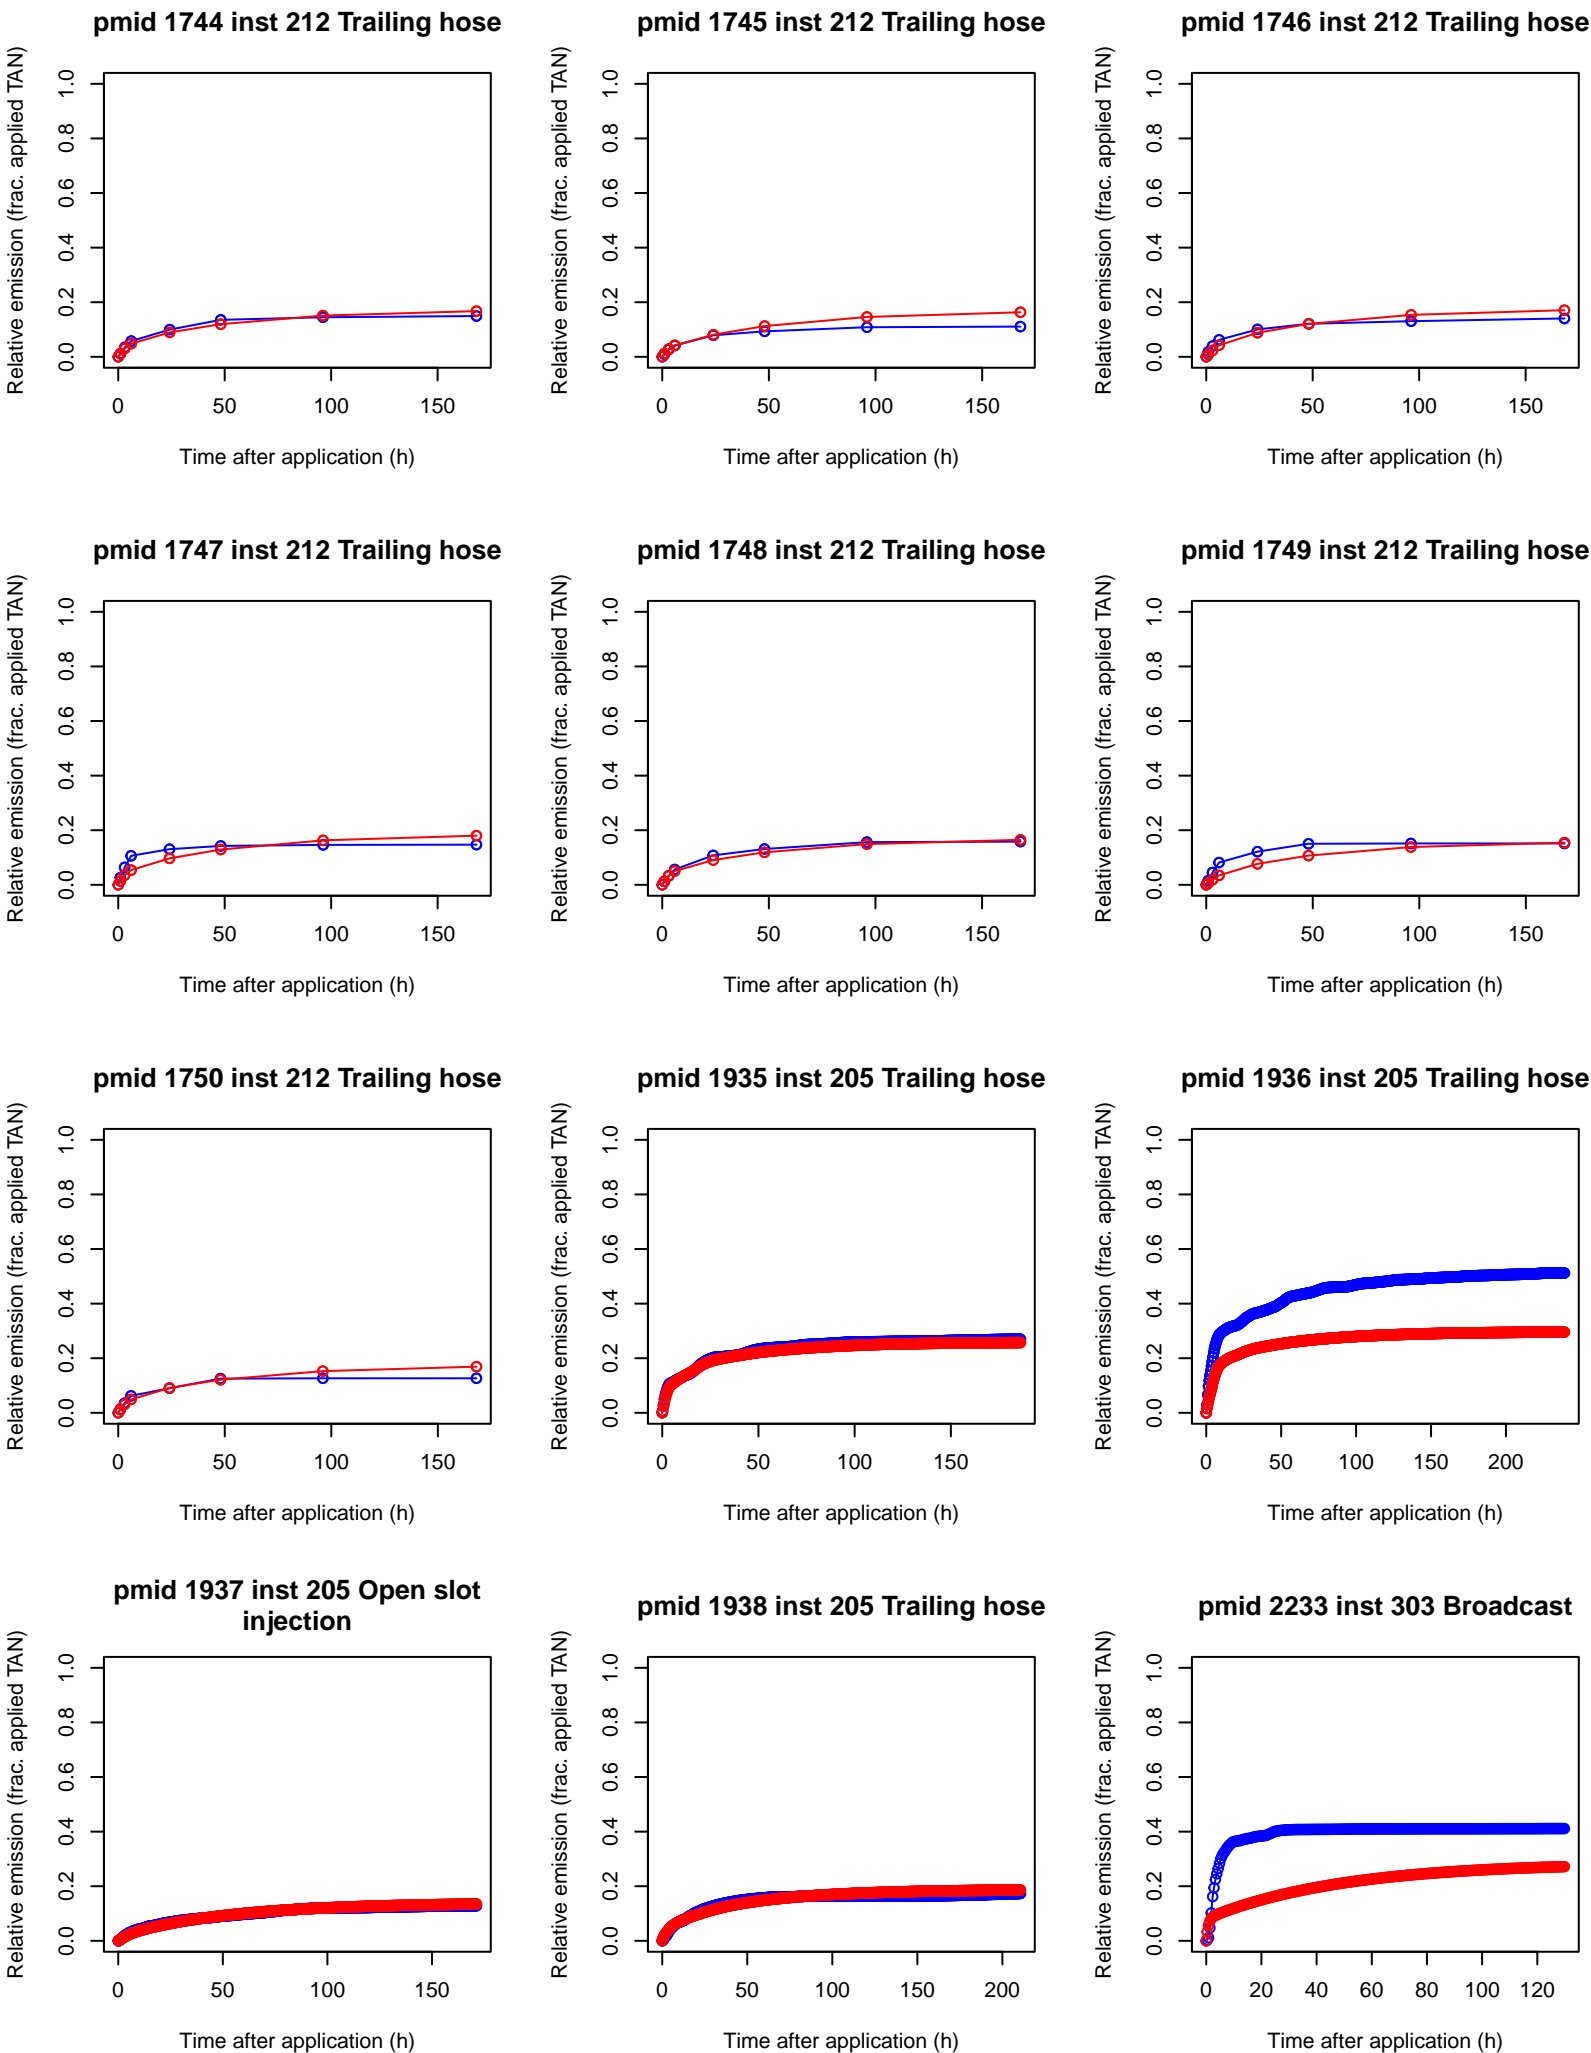 pmid 1744 inst 212 Trailing hose
Relative emission (frac. applied TAN)
1.0
0.8
0.6
0.4
0.2
0.0
0 50 100 150
Time after application (h)
pmid 1745 inst 212 Trailing hose
Relative emission (frac. applied TAN)
1.0
0.8
0.6
0.4
0.2
0.0
0 50 100 150
Time after application (h)
pmid 1746 inst 212 Trailing hose
Relative emission (frac. applied TAN)
1.0
0.8
0.6
0.4
0.2
0.0
0 50 100 150
Time after application (h)
pmid 1747 inst 212 Trailing hose
Relative emission (frac. applied TAN)
1.0
0.8
0.6
0.4
0.2
0.0
0 50 100 150
Time after application (h)
pmid 1748 inst 212 Trailing hose
Relative emission (frac. applied TAN)
1.0
0.8
0.6
0.4
0.2
0.0
0 50 100 150
Time after application (h)
pmid 1749 inst 212 Trailing hose
Relative emission (frac. applied TAN)
1.0
0.8
0.6
0.4
0.2
0.0
0 50 100 150
Time after application (h)
pmid 1750 inst 212 Trailing hose
Relative emission (frac. applied TAN)
1.0
0.8
0.6
0.4
0.2
0.0
0 50 100 150
Time after application (h)
pmid 1935 inst 205 Trailing hose
Relative emission (frac. applied TAN)
1.0
0.8
0.6
0.4
0.2
0.0
0 50 100 150
Time after application (h)
pmid 1936 inst 205 Trailing hose
Relative emission (frac. applied TAN)
1.0
0.8
0.6
0.4
0.2
0.0
0 50 100 150 200
Time after application (h)
pmid 1937 inst 205 Open slot
injection
Relative emission (frac. applied TAN)
1.0
0.8
0.6
0.4
0.2
0.0
0 50 100 150
Time after application (h)
pmid 1938 inst 205 Trailing hose
Relative emission (frac. applied TAN)
1.0
0.8
0.6
0.4
0.2
0.0
0 50 100 150 200
Time after application (h)
pmid 2233 inst 303 Broadcast
Relative emission (frac. applied TAN)
1.0
0.8
0.6
0.4
0.2
0.0
0 20 40 60 80 100 120
Time after application (h)